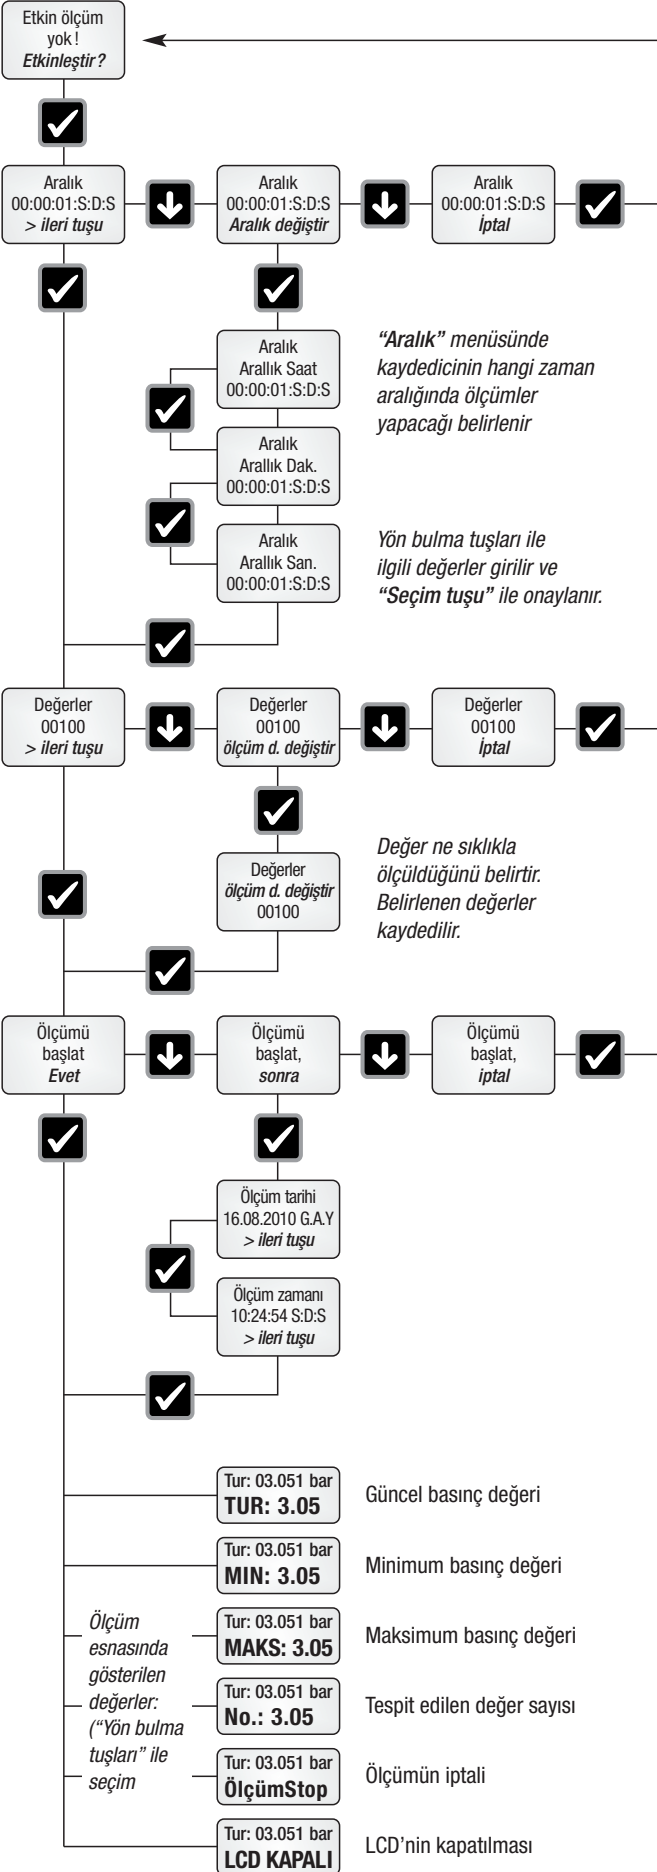 Etkin ölçüm
yok !
Etkinleştir ?
Aralık
00:00:01:S:D:S
> ileri tuşu
Aralık
00:00:01:S:D:S
Aralık değiştir
Aralık
00:00:01:S:D:S
İptal
Aralık
Arallık Saat
00:00:01:S:D:S
"Aralık" menüsünde
kaydedicinin hangi zaman
aralığında ölçümler
yapacağı belirlenir
Aralık
Arallık Dak.
00:00:01:S:D:S
Aralık
Arallık San.
00:00:01:S:D:S
Yön bulma tuşları ile
ilgili değerler girilir ve
"Seçim tuşu" ile onaylanır.
Değerler
00100
> ileri tuşu
Değerler
00100
ölçüm d. değiştir
Değerler
00100
İptal
Değerler
ölçüm d. değiştir
00100
Değer ne sıklıkla
ölçüldüğünü belirtir.
Belirlenen değerler
kaydedilir.
Ölçümü
başlat
Evet
Ölçümü
başlat,
sonra
Ölçümü
başlat,
iptal
Ölçüm tarihi
16.08.2010 G.A.Y
> ileri tuşu
Ölçüm zamanı
10:24:54 S:D:S
> ileri tuşu
Tur: 03.051 bar
TUR: 3.05
Güncel basınç değeri
Tur: 03.051 bar
MIN: 3.05
Minimum basınç değeri
Ölçüm
esnasında
gösterilen
değerler:
("Yön bulma
tuşları" ile
seçim
Tur: 03.051 bar
MAKS: 3.05
Maksimum basınç değeri
Tur: 03.051 bar
No.: 3.05
Tespit edilen değer sayısı
Tur: 03.051 bar
ÖlçümStop
Ölçümün iptali
Tur: 03.051 bar
LCD KAPALI
LCD'nin kapatılması